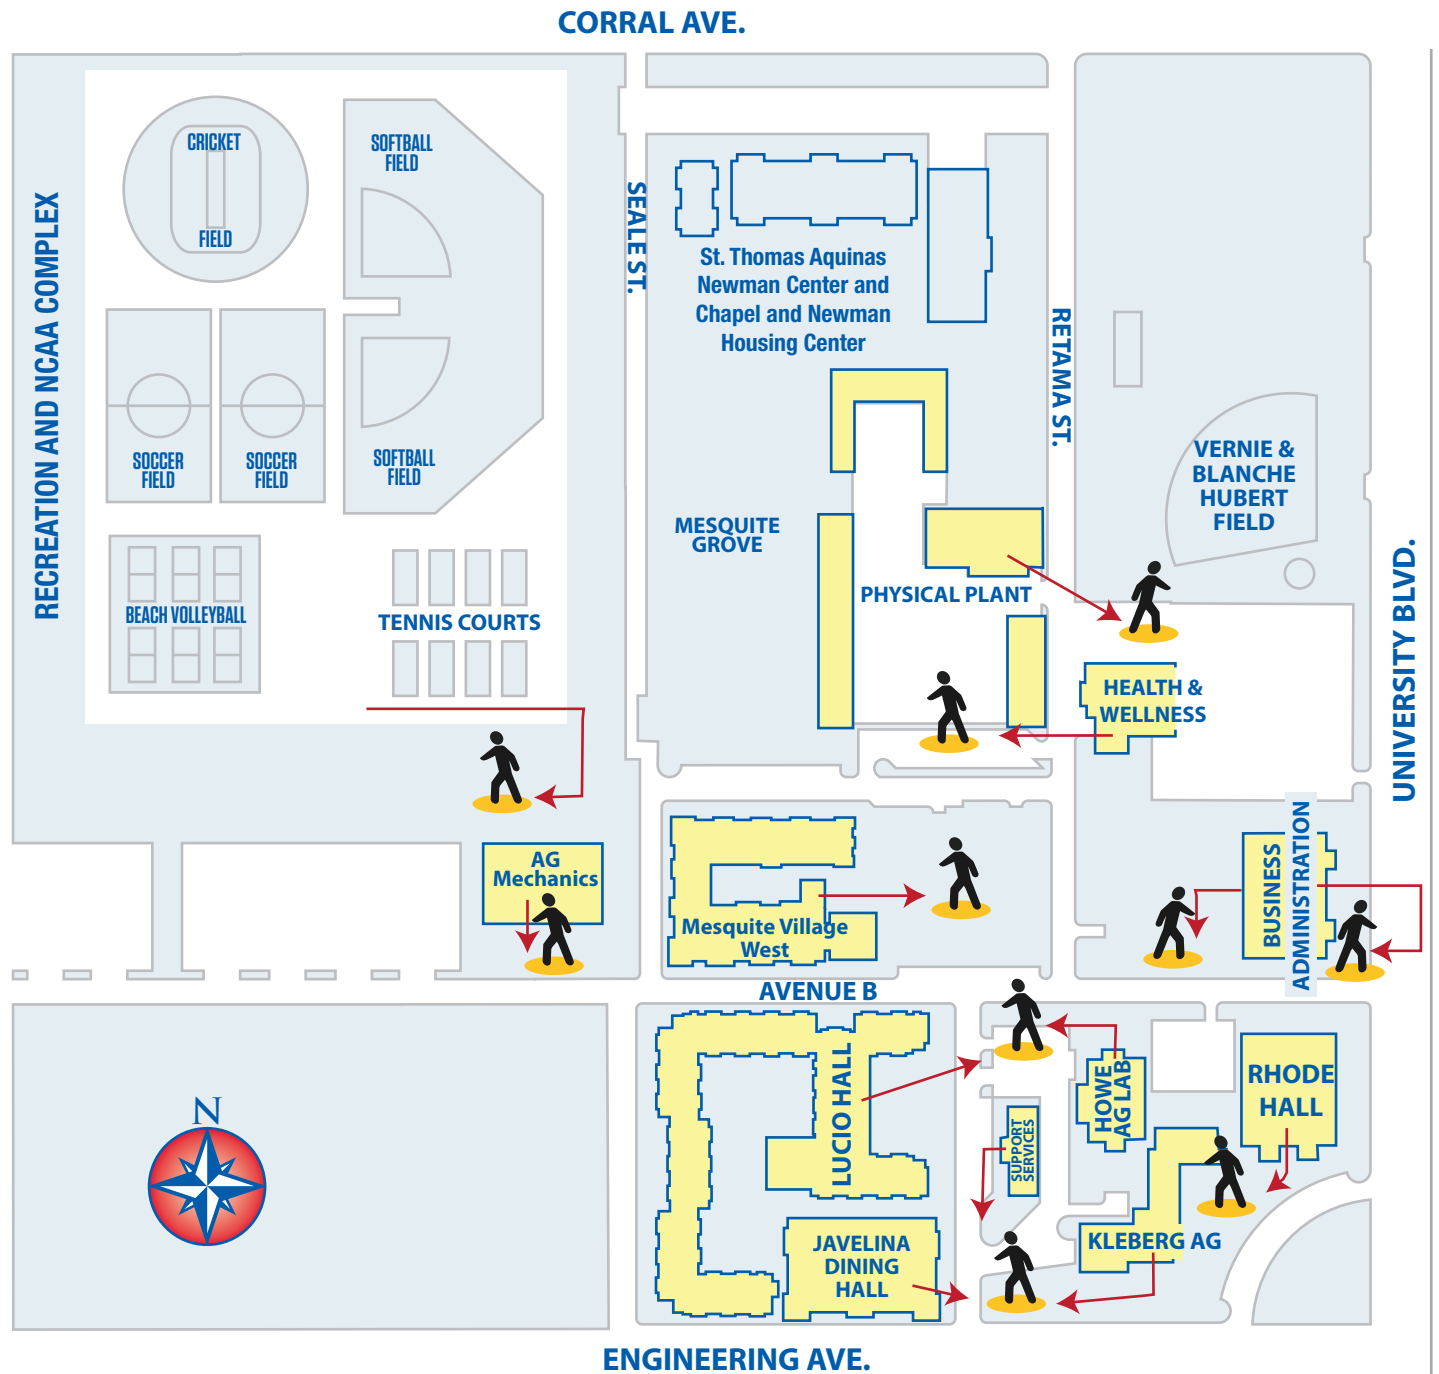 CORRAL AVE.
RECREATION AND NCAA COMPLEX
CRICKET
FIELD
SOFTBALL
FIELD
SOCCER
FIELD
SOCCER
FIELD
SOFTBALL
FIELD
BEACH VOLLEYBALL
TENNIS COURTS
SEALE ST.
St. Thomas Aquinas
Newman Center and
Chapel and Newman
Housing Center
RETAMA ST.
MESQUITE
GROVE
PHYSICAL PLANT
VERNIE &
BLANCHE
HUBERT
FIELD
UNIVERSITY BLVD.
HEALTH &
WELLNESS
AG
Mechanics
Mesquite Village
West
BUSINESS
ADMINISTRATION
AVENUE B
LUCIO HALL
HOWE
AG LAB
RHODE
HALL
SUPPORT
SERVICES
N
JAVELINA
DINING
HALL
KLEBERG AG
ENGINEERING AVE.